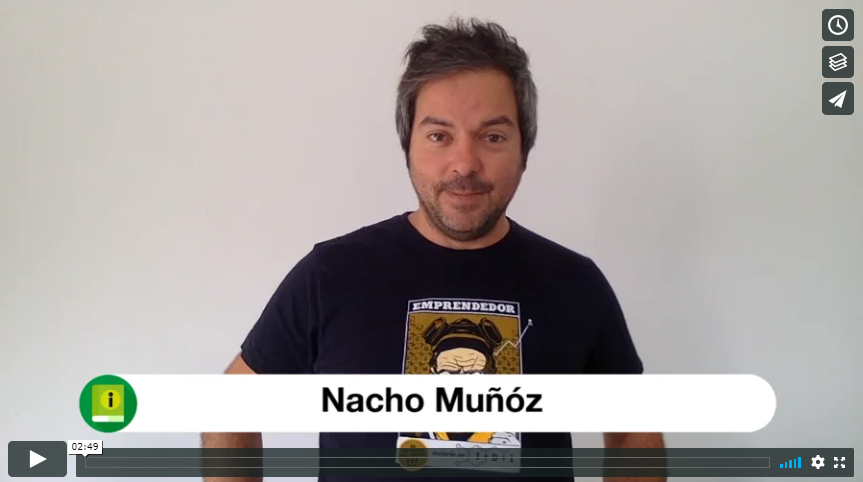 EMPRENDEDOR
i
Nacho Muñóz
02:49